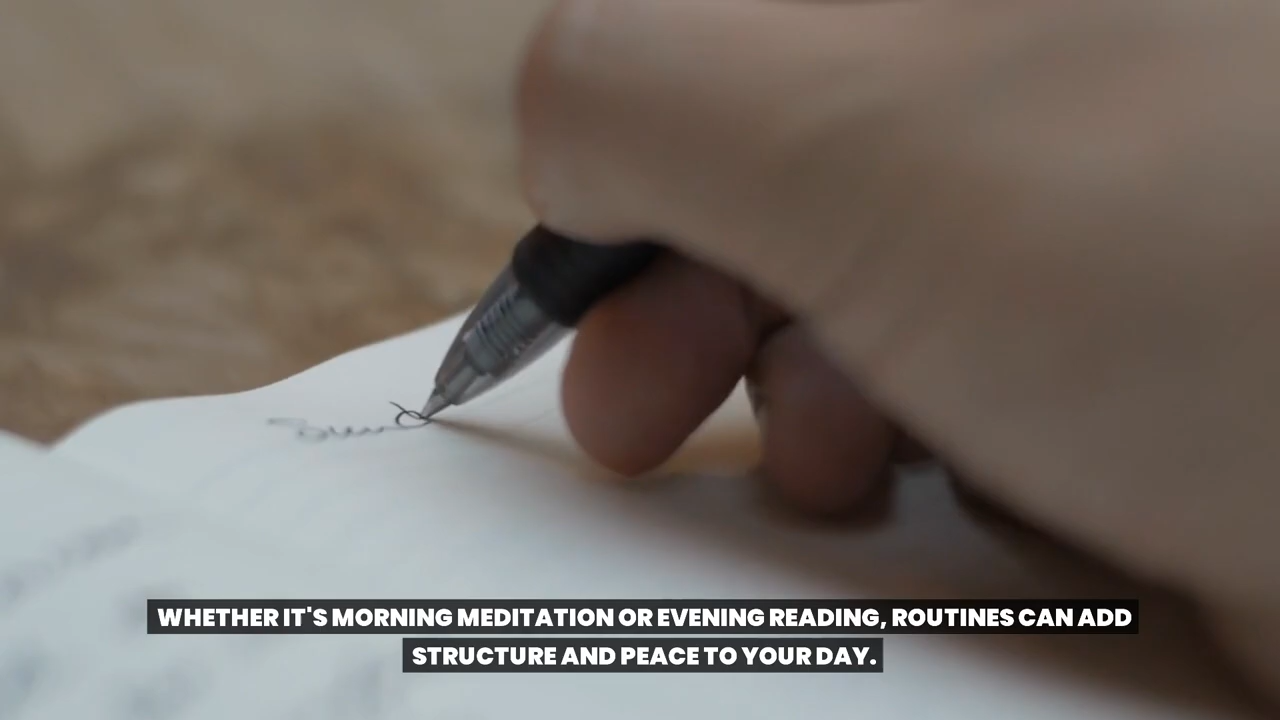 WHETHER IT'S MORNING MEDITATION OR EVENING READING, ROUTINES CAN ADD
STRUCTURE AND PEACE TO YOUR DAY.